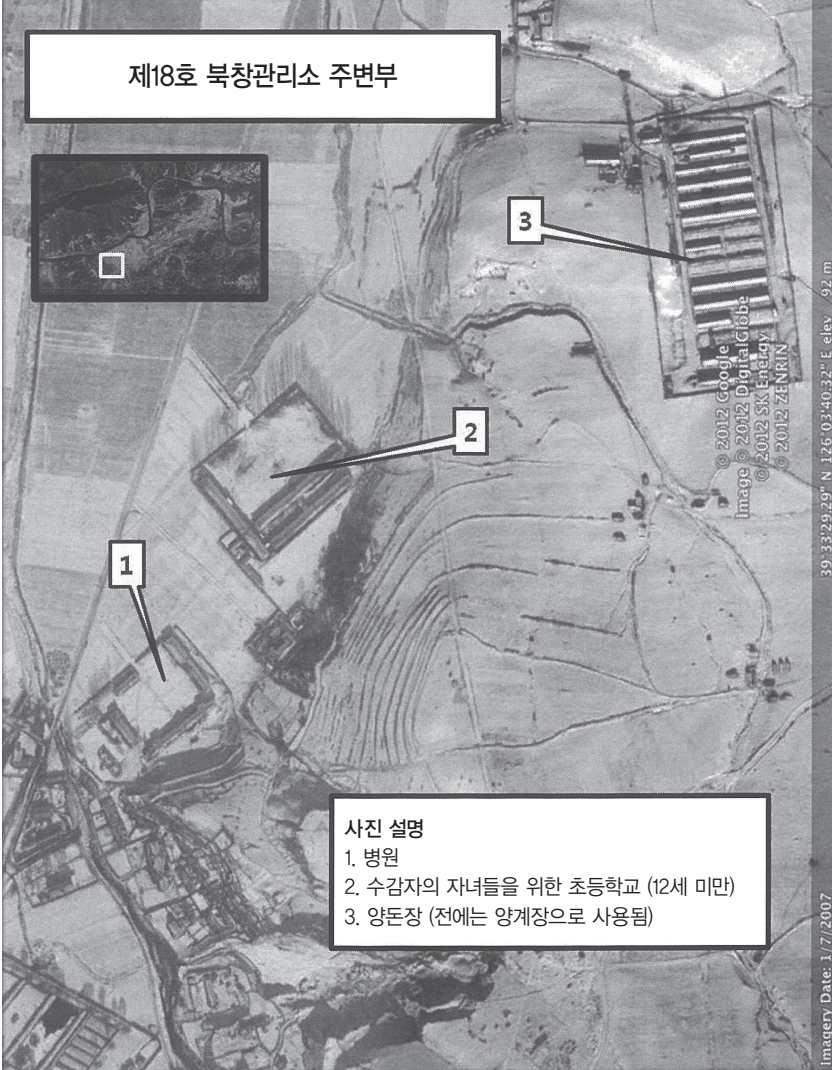 제18호 북창관리소 주변부
3
2
1
© 2012 Google
Image © 2012 DigitalGlobe
© 2012 SK Energy
© 2012 ZENRIN
39°33'29.29" N 126°03'40.32" E elev 92 m
사진 설명
1. 병원
2. 수감자의 자녀들을 위한 초등학교 (12세 미만)
3. 양돈장 (전에는 양계장으로 사용됨)
Imagery Date: 1/7/2007